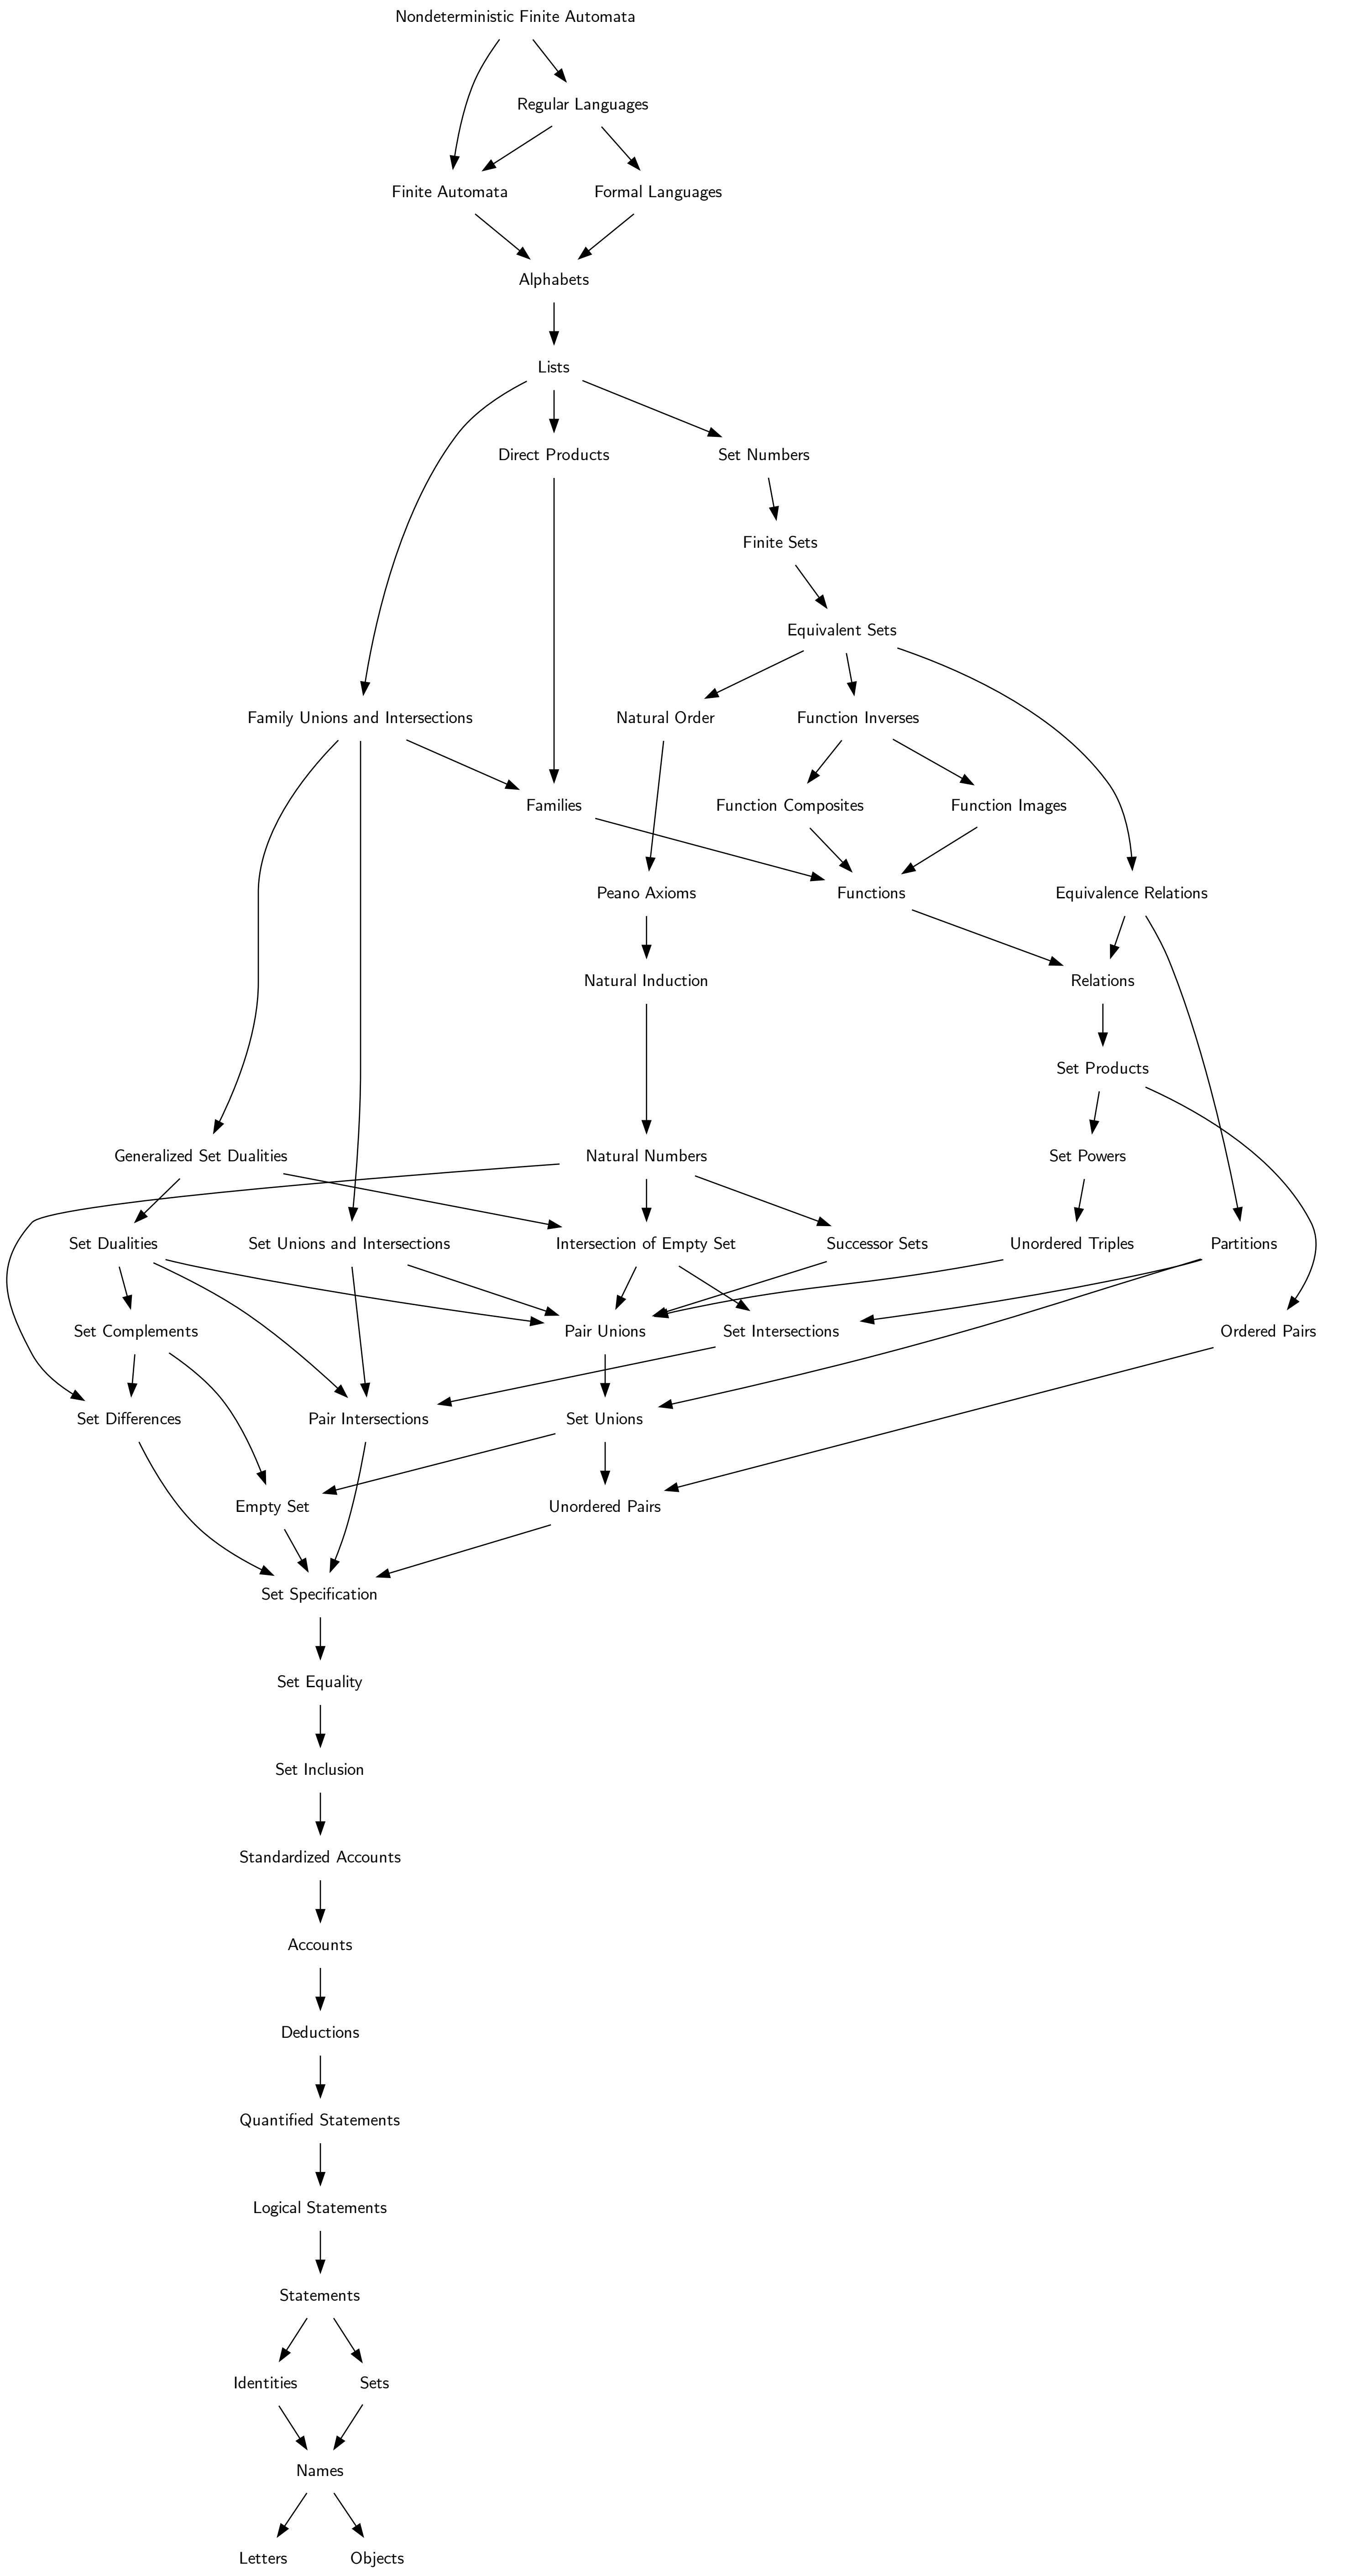 Nondeterministic Finite Automata
Regular Languages
Finite Automata
Formal Languages
Alphabets
Lists
Direct Products
Set Numbers
Finite Sets
Equivalent Sets
Family Unions and Intersections
Natural Order
Function Inverses
Families
Function Composites
Function Images
Peano Axioms
Functions
Equivalence Relations
Natural Induction
Relations
Set Products
Generalized Set Dualities
Natural Numbers
Set Powers
Set Dualities
Set Unions and Intersections
Intersection of Empty Set
Successor Sets
Unordered Triples
Partitions
Set Complements
Pair Unions
Set Intersections
Ordered Pairs
Set Differences
Pair Intersections
Set Unions
Empty Set
Unordered Pairs
Set Specification
Set Equality
Set Inclusion
Standardized Accounts
Accounts
Deductions
Quantified Statements
Logical Statements
Statements
Identities
Sets
Names
Letters
Objects